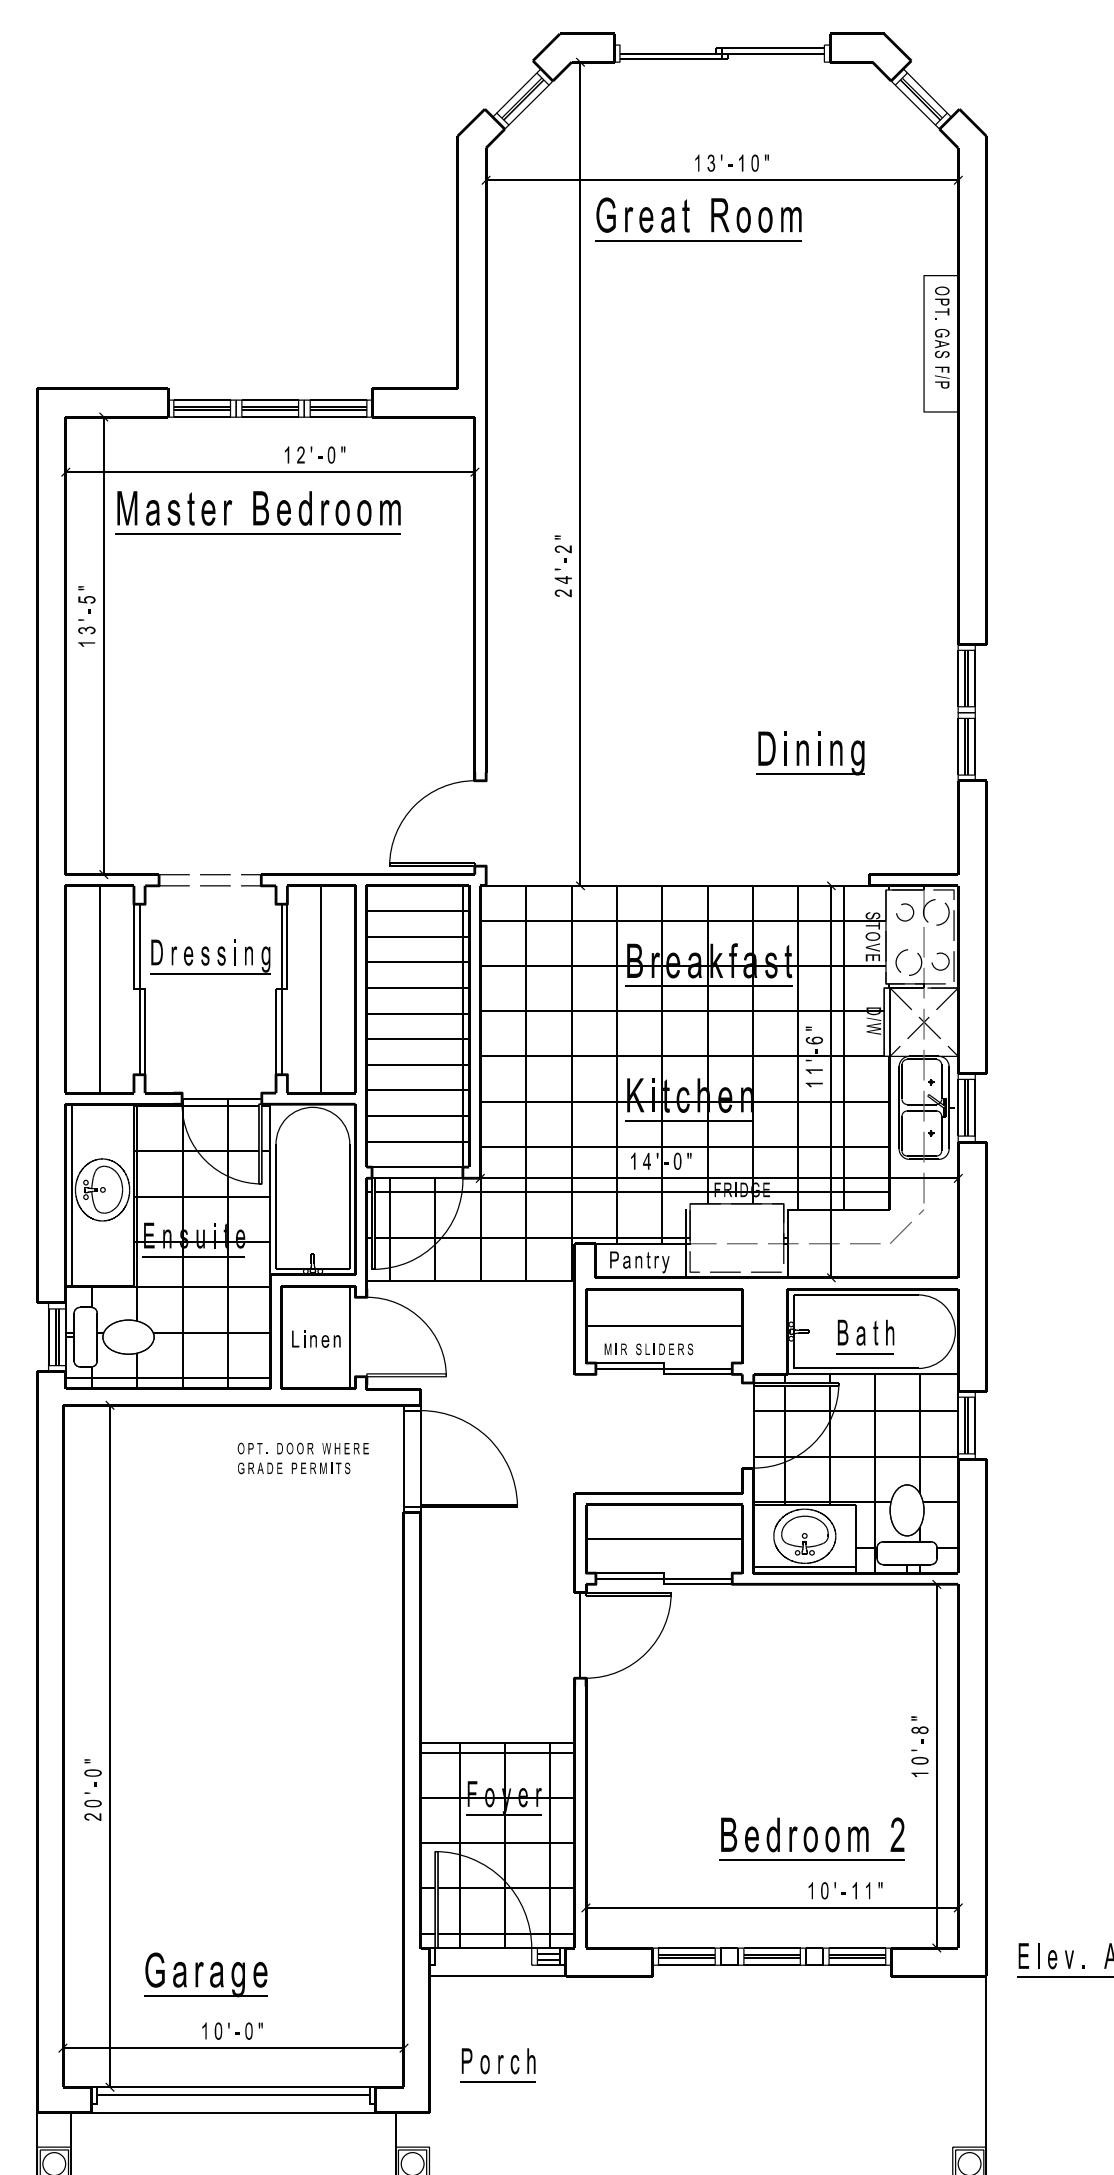 13'-10"
Great Room
OPT. GAS F/P
12'-0"
Master Bedroom
24'-2"
13'-5"
Dining
Dressing
Breakfast
STOVE
D/W
11'-6"
Kitchen
14'-0"
FRIDGE
Ensuite
Pantry
Linen
MIR SLIDERS
Bath
OPT. DOOR WHERE
GRADE PERMITS
20'-0"
Foyer
10'-8"
Bedroom 2
10'-11"
Elev. A
Garage
10'-0"
Porch